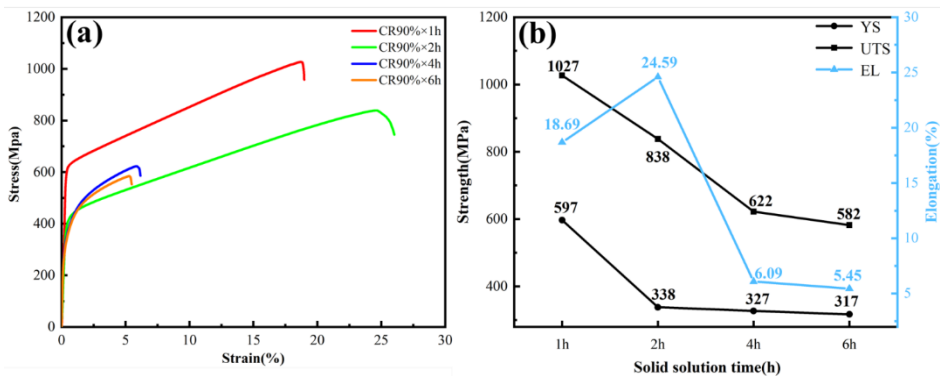 (a)
1200
1000
800
600
400
200
0
0 5 10 15 20 25 30
Stress(Mpa)
Strain(%)
CR90%×1h
CR90%×2h
CR90%×4h
CR90%×6h
(b)
1200
1000
800
600
400
Strength(MPa)
YS
UTS
EL
30
25
20
15
10
5
Elongation(%)
1027
24.59
18.69
838
597
622
582
338
327
317
6.09
5.45
1h 2h 4h 6h
Solid solution time(h)